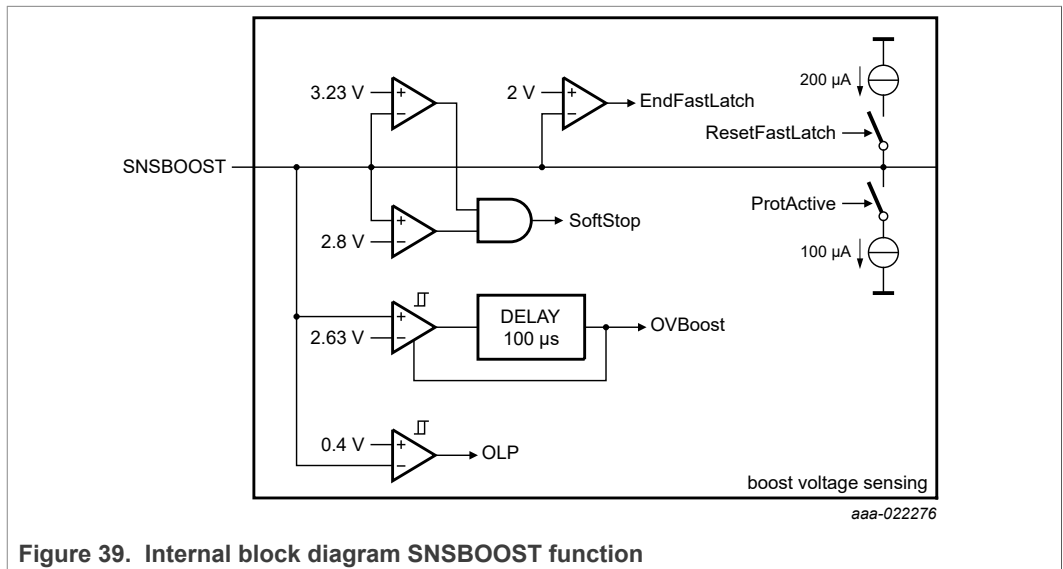 3.23 V
+
−
2 V
+
−
EndFastLatch
200 µA
ResetFastLatch
SNSBOOST
+
−
2.8 V
SoftStop
ProtActive
100 µA
+
−
2.63 V
DELAY
100 µs
OVBoost
0.4 V
+
−
OLP
boost voltage sensing
aaa-022276
Figure 39. Internal block diagram SNSBOOST function